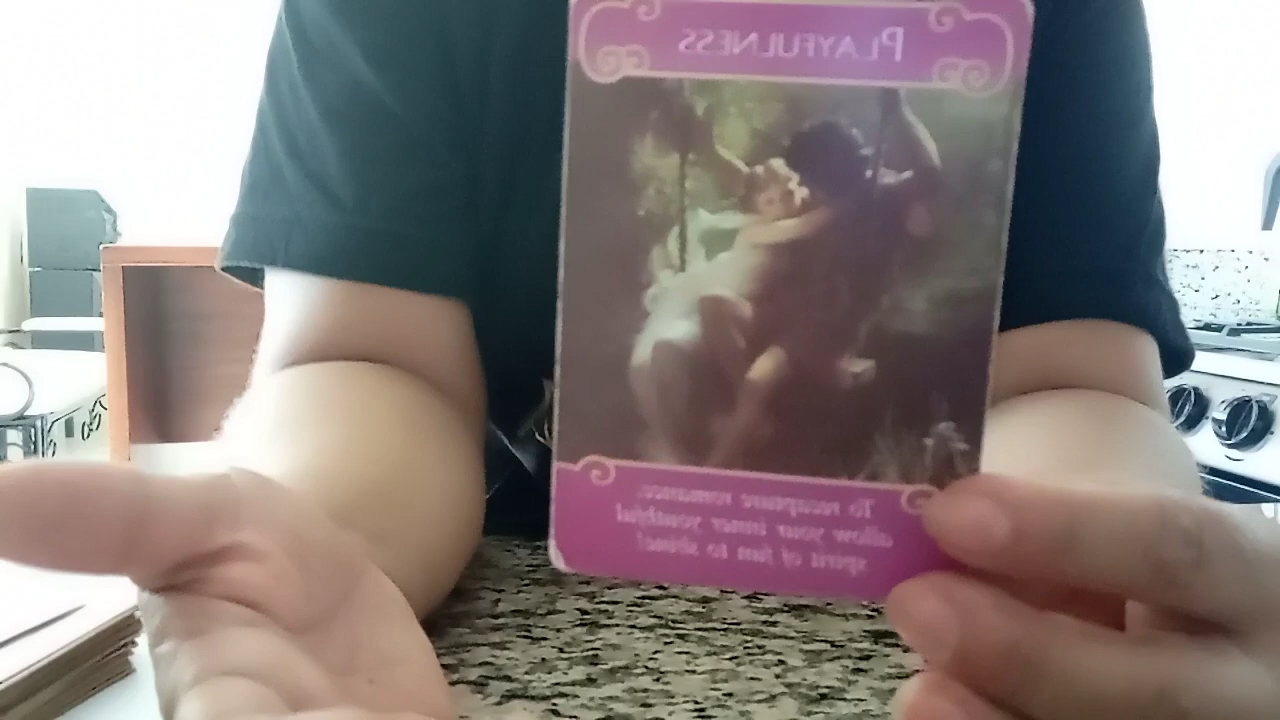 PLAYFULNESS
To recapture romance,
allow your inner youthful
spirit of fun to shine!